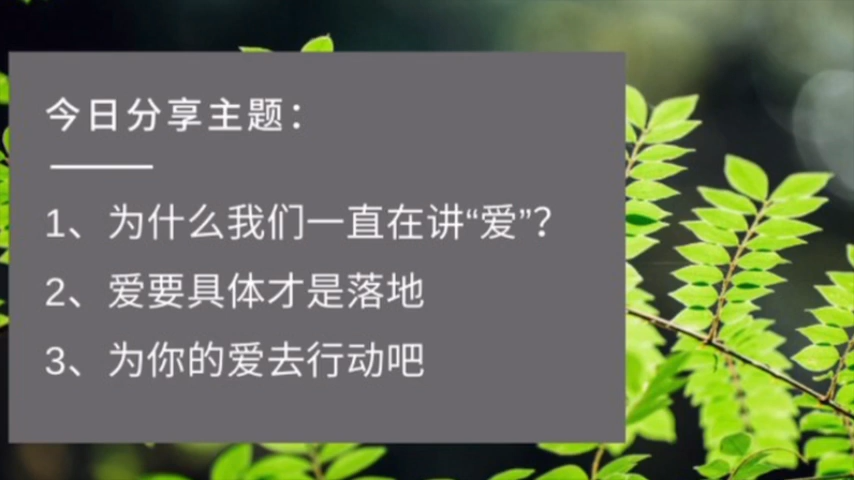 今日分享主题：
1、为什么我们一直在讲“爱”？
2、爱要具体才是落地
3、为你的爱去行动吧